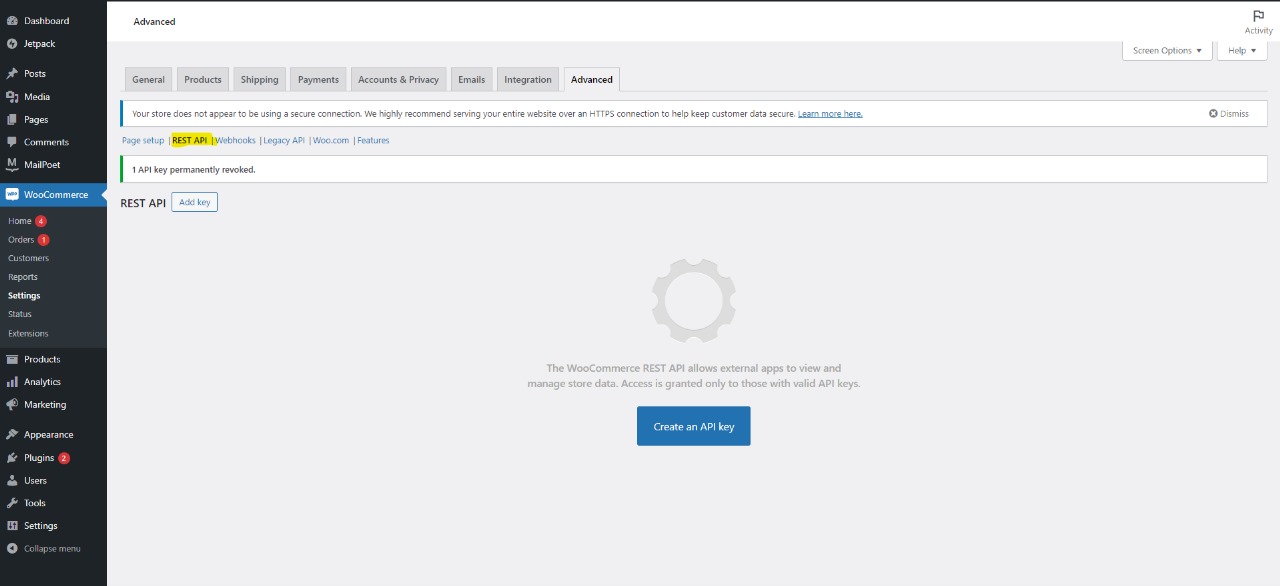 Dashboard
Jetpack
Posts
Media
Pages
Comments
MailPoet
WooCommerce
Home 4
Orders 1
Customers
Reports
Settings
Status
Extensions
Products
Analytics
Marketing
Appearance
Plugins 2
Users
Tools
Settings
Collapse menu
Advanced
Activity
Screen Options ▼ Help ▼
General Products Shipping Payments Accounts & Privacy Emails Integration Advanced
Your store does not appear to be using a secure connection. We highly recommend serving your entire website over an HTTPS connection to help keep customer data secure. Learn more here. Dismiss
Page setup | REST API | Webhooks | Legacy API | Woo.com | Features
1 API key permanently revoked.
REST API Add key
The WooCommerce REST API allows external apps to view and
manage store data. Access is granted only to those with valid API keys.
Create an API key